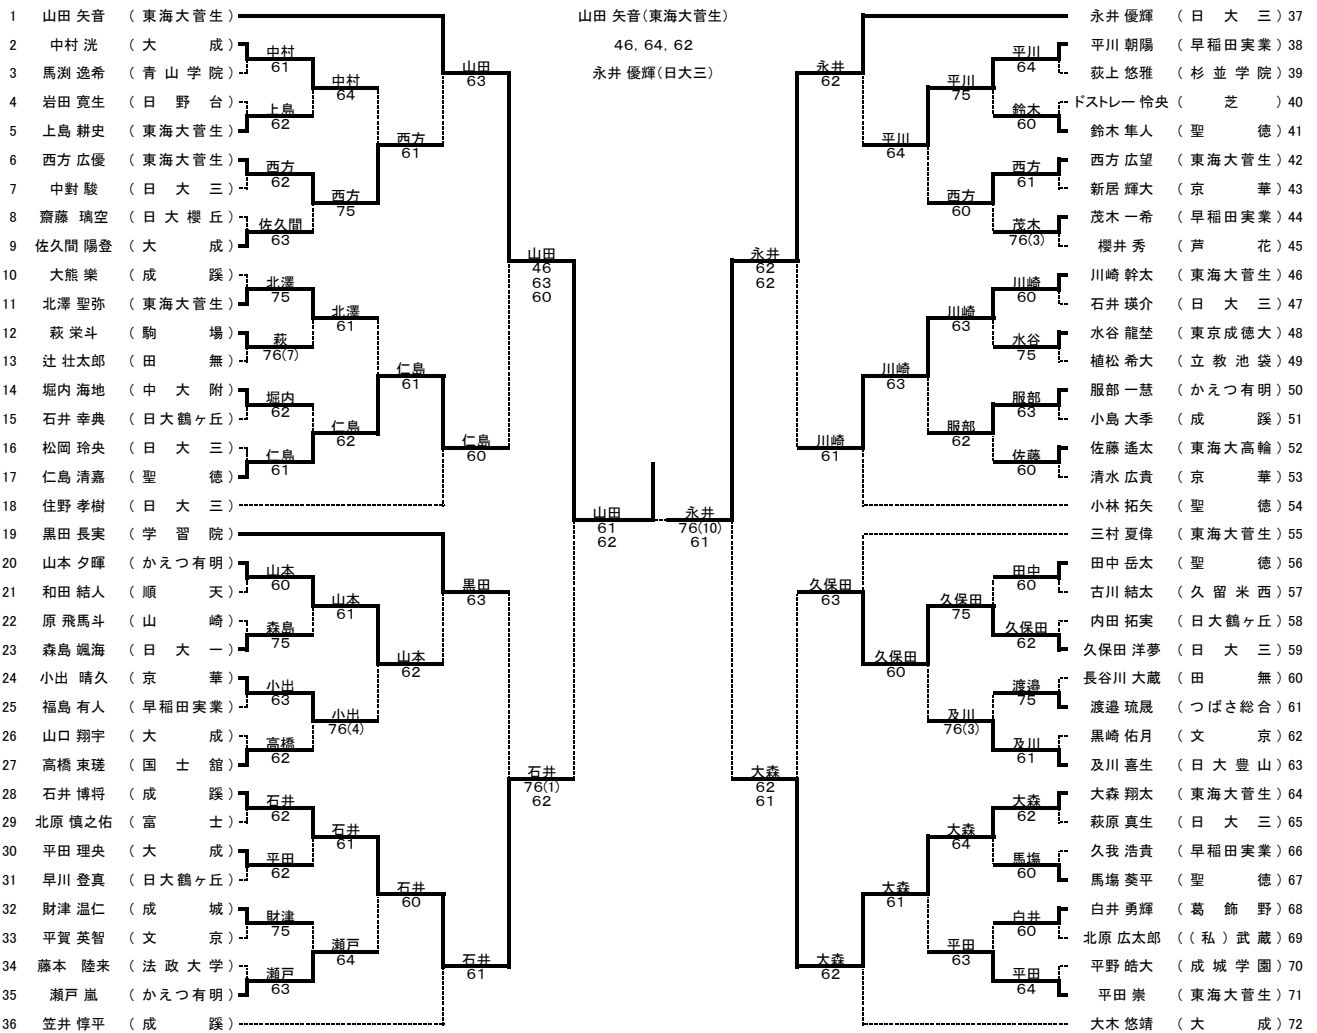 山田 矢音(東海大菅生)
46, 64, 62
永井 優輝(日大三)
1 山田 矢音 （ 東海大菅生 ）
2 中村 洸 （ 大 成 ）
3 馬渕 逸希 （ 青山学院 ）
4 岩田 寛生 （ 日 野 台 ）
5 上島 耕史 （ 東海大菅生 ）
6 西方 広優 （ 東海大菅生 ）
7 中對 駿 （ 日 大 三 ）
8 齋藤 璃空 （ 日大櫻丘 ）
9 佐久間 陽登 （ 大 成 ）
10 大熊 樂 （ 成 蹊 ）
11 北澤 聖弥 （ 東海大菅生 ）
12 萩 栄斗 （ 駒 場 ）
13 辻 壮太郎 （ 田 無 ）
14 堀内 海地 （ 中 大 附 ）
15 石井 幸典 （ 日大鶴ヶ丘 ）
16 松岡 玲央 （ 日 大 三 ）
17 仁島 清嘉 （ 聖 徳 ）
18 住野 孝樹 （ 日 大 三 ）
19 黒田 長実 （ 学 習 院 ）
20 山本 夕暉 （ かえつ有明 ）
21 和田 結人 （ 順 天 ）
22 原 飛馬斗 （ 山 崎 ）
23 森島 颯海 （ 日 大 一 ）
24 小出 晴久 （ 京 華 ）
25 福島 有人 （ 早稲田実業 ）
26 山口 翔宇 （ 大 成 ）
27 高橋 東瑳 （ 国 士 舘 ）
28 石井 博将 （ 成 蹊 ）
29 北原 慎之佑 （ 富 士 ）
30 平田 理央 （ 大 成 ）
31 早川 登真 （ 日大鶴ヶ丘 ）
32 財津 温仁 （ 成 城 ）
33 平賀 英智 （ 文 京 ）
34 藤本 陸来 （ 法政大学 ）
35 瀬戸 嵐 （ かえつ有明 ）
36 笠井 惇平 （ 成 蹊 ）
中村
61
上島
62
西方
62
佐久間
63
北澤
75
萩
76(7)
堀内
62
仁島
61
山本
60
森島
75
小出
63
高橋
62
石井
62
平田
62
財津
75
瀬戸
63
中村
64
西方
75
北澤
61
仁島
62
山本
61
小出
76(4)
石井
61
瀬戸
64
西方
61
仁島
61
山本
62
石井
60
山田
63
仁島
60
黒田
63
石井
61
山田
46
63
60
石井
76(1)
62
山田
61
62
永井
76(10)
61
永井
62
62
大森
62
61
永井
62
川崎
61
久保田
63
大森
62
平川
64
川崎
63
久保田
60
大森
61
平川
75
西方
60
川崎
63
服部
62
久保田
75
及川
76(3)
大森
64
平田
63
平川
64
鈴木
60
西方
61
茂木
76(3)
川崎
60
水谷
75
服部
63
佐藤
60
田中
60
久保田
62
渡邉
75
及川
61
大森
62
馬塲
60
白井
60
平田
64
永井 優輝 （ 日 大 三 ） 37
平川 朝陽 （ 早稲田実業 ） 38
荻上 悠雅 （ 杉並学院 ） 39
ドストレー 怜央 （ 芝 ） 40
鈴木 隼人 （ 聖 徳 ） 41
西方 広望 （ 東海大菅生 ） 42
新居 輝大 （ 京 華 ） 43
茂木 一希 （ 早稲田実業 ） 44
櫻井 秀 （ 芦 花 ） 45
川崎 幹太 （ 東海大菅生 ） 46
石井 瑛介 （ 日 大 三 ） 47
水谷 龍埜 （ 東京成徳大 ） 48
植松 希大 （ 立教池袋 ） 49
服部 一慧 （ かえつ有明 ） 50
小島 大季 （ 成 蹊 ） 51
佐藤 遙太 （ 東海大高輪 ） 52
清水 広貴 （ 京 華 ） 53
小林 拓矢 （ 聖 徳 ） 54
三村 夏偉 （ 東海大菅生 ） 55
田中 岳太 （ 聖 徳 ） 56
古川 結太 （ 久留米西 ） 57
内田 拓実 （ 日大鶴ヶ丘 ） 58
久保田 洋夢 （ 日 大 三 ） 59
長谷川 大蔵 （ 田 無 ） 60
渡邉 琉晟 （ つばさ総合 ） 61
黒崎 佑月 （ 文 京 ） 62
及川 喜生 （ 日大豊山 ） 63
大森 翔太 （ 東海大菅生 ） 64
萩原 真生 （ 日 大 三 ） 65
久我 浩貴 （ 早稲田実業 ） 66
馬塲 葵平 （ 聖 徳 ） 67
白井 勇輝 （ 葛 飾 野 ） 68
北原 広太郎 （ （私）武蔵 ） 69
平野 皓大 （ 成城学園 ） 70
平田 崇 （ 東海大菅生 ） 71
大木 悠靖 （ 大 成 ） 72